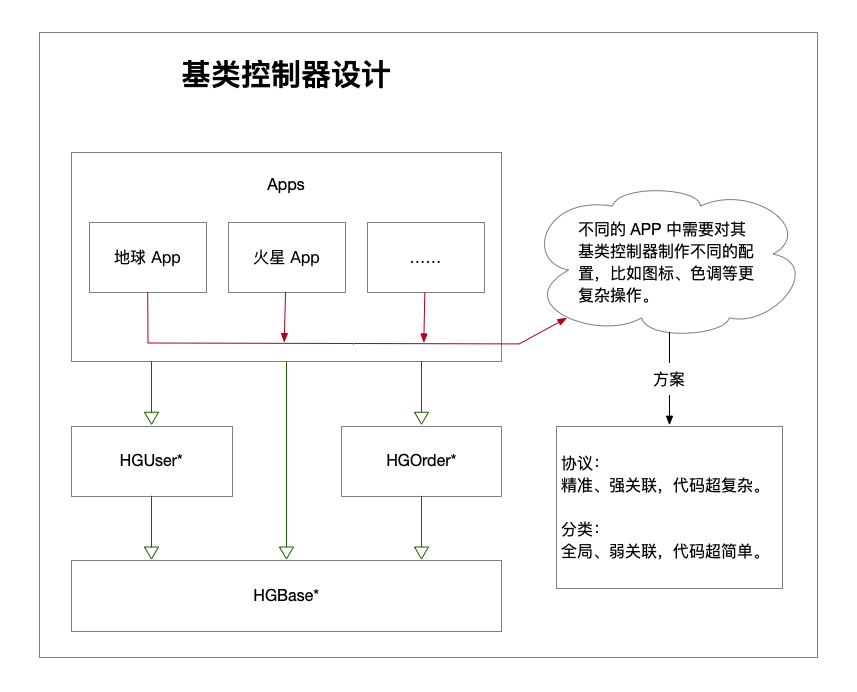 基类控制器设计
Apps
地球 App
火星 App
……
不同的 APP 中需要对其
基类控制器制作不同的配
置，比如图标、色调等更
复杂操作。
方案
HGUser*
HGOrder*
协议：
精准、强关联，代码超复杂。
分类：
全局、弱关联，代码超简单。
HGBase*